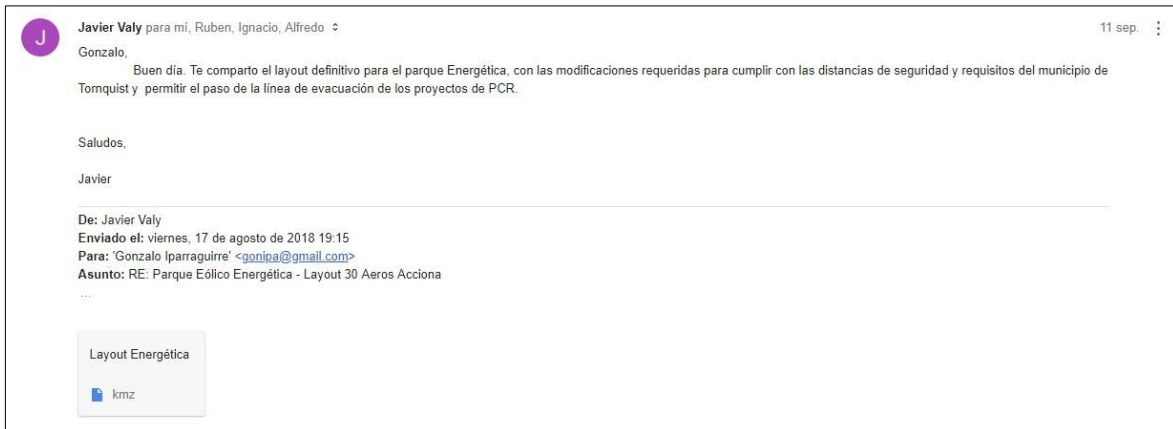 J
Javier Valy para mí, Ruben, Ignacio, Alfredo
11 sep.
Gonzalo,
Buen día. Te comparto el layout definitivo para el parque Energética, con las modificaciones requeridas para cumplir con las distancias de seguridad y requisitos del municipio de
Tornquist y permitir el paso de la línea de evacuación de los proyectos de PCR.
Saludos,
Javier
De: Javier Valy
Enviado el: viernes, 17 de agosto de 2018 19:15
Para: 'Gonzalo Iparraguirre' <gonipa@gmail.com>
Asunto: RE: Parque Eólico Energética - Layout 30 Aeros Acciona
...
Layout Energética
kmz